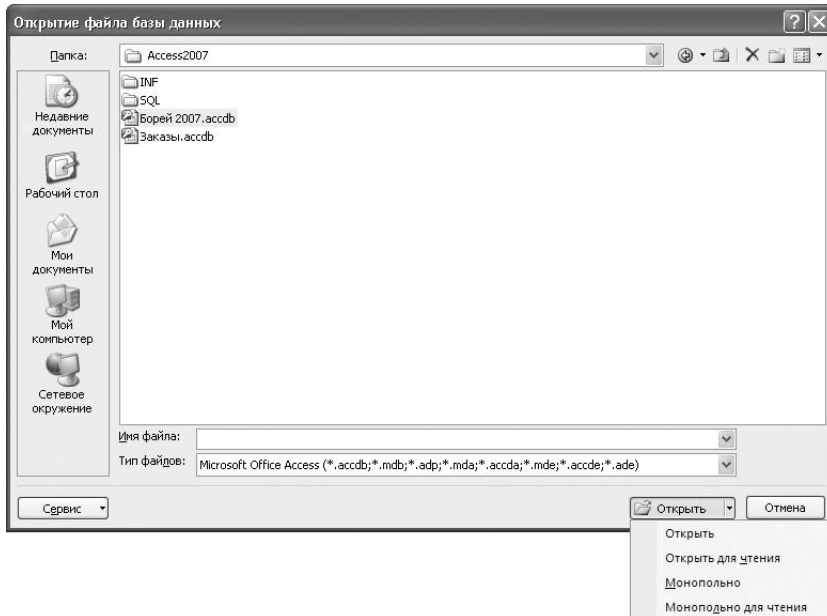 Открытие файла базы данных
Папка:
Access2007
INF
SQL
Борей 2007.accdb
Заказы.accdb
Недавние
документы
Рабочий стол
Мои
документы
Мой
компьютер
Сетевое
окружение
Имя файла:
Тип файлов:
Microsoft Office Access (*.accdb;*.mdb;*.adp;*.mda;*.accda;*.mde;*.accde;*.ade)
Сервис
Открыть
Отмена
Открыть
Открыть для чтения
Монопольно
Монопольно для чтения